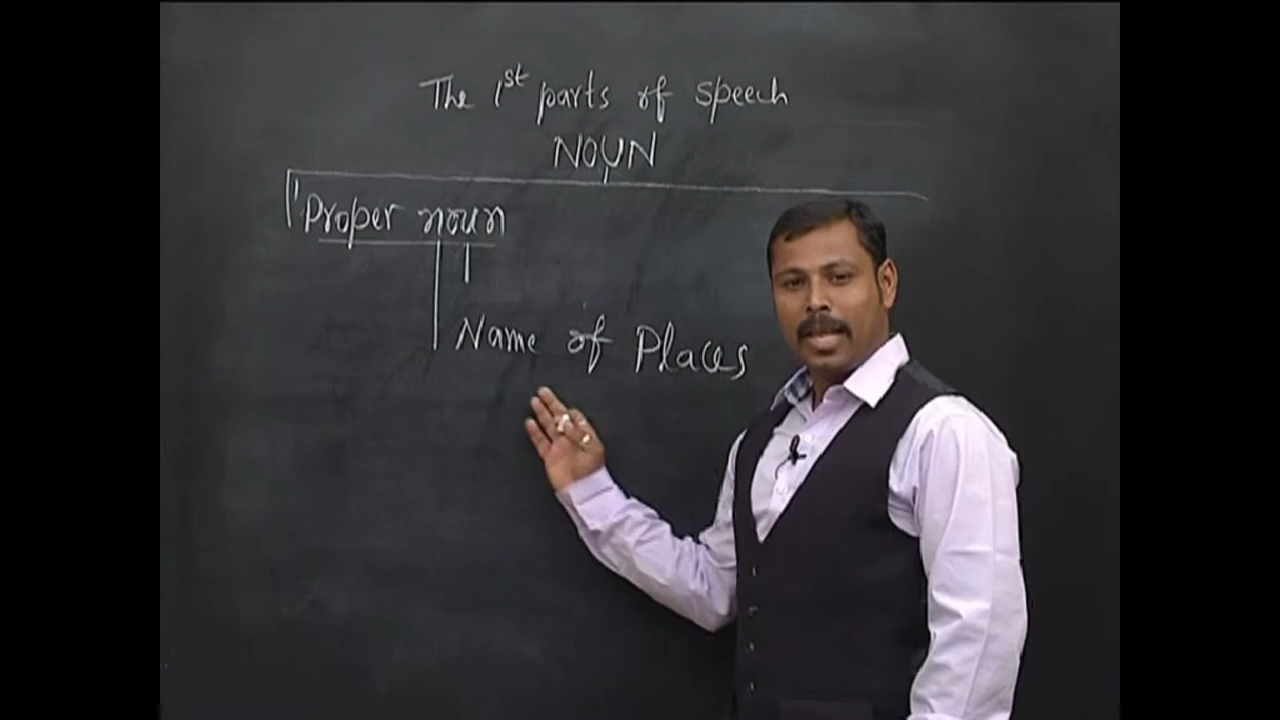 The 1st parts of speech
NOUN
Proper noun
Name of Places